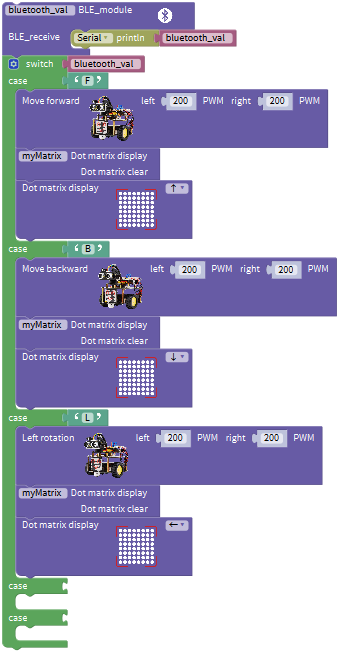 bluetooth_val BLE_module
BLE_receive Serial println bluetooth_val
switch bluetooth_val
case “ F ”
Move forward left 200 PWM right 200 PWM
myMatrix Dot matrix display
Dot matrix clear
Dot matrix display ↑
case “ B ”
Move backward left 200 PWM right 200 PWM
myMatrix Dot matrix display
Dot matrix clear
Dot matrix display ↓
case “ L ”
Left rotation left 200 PWM right 200 PWM
myMatrix Dot matrix display
Dot matrix clear
Dot matrix display ←
case
case